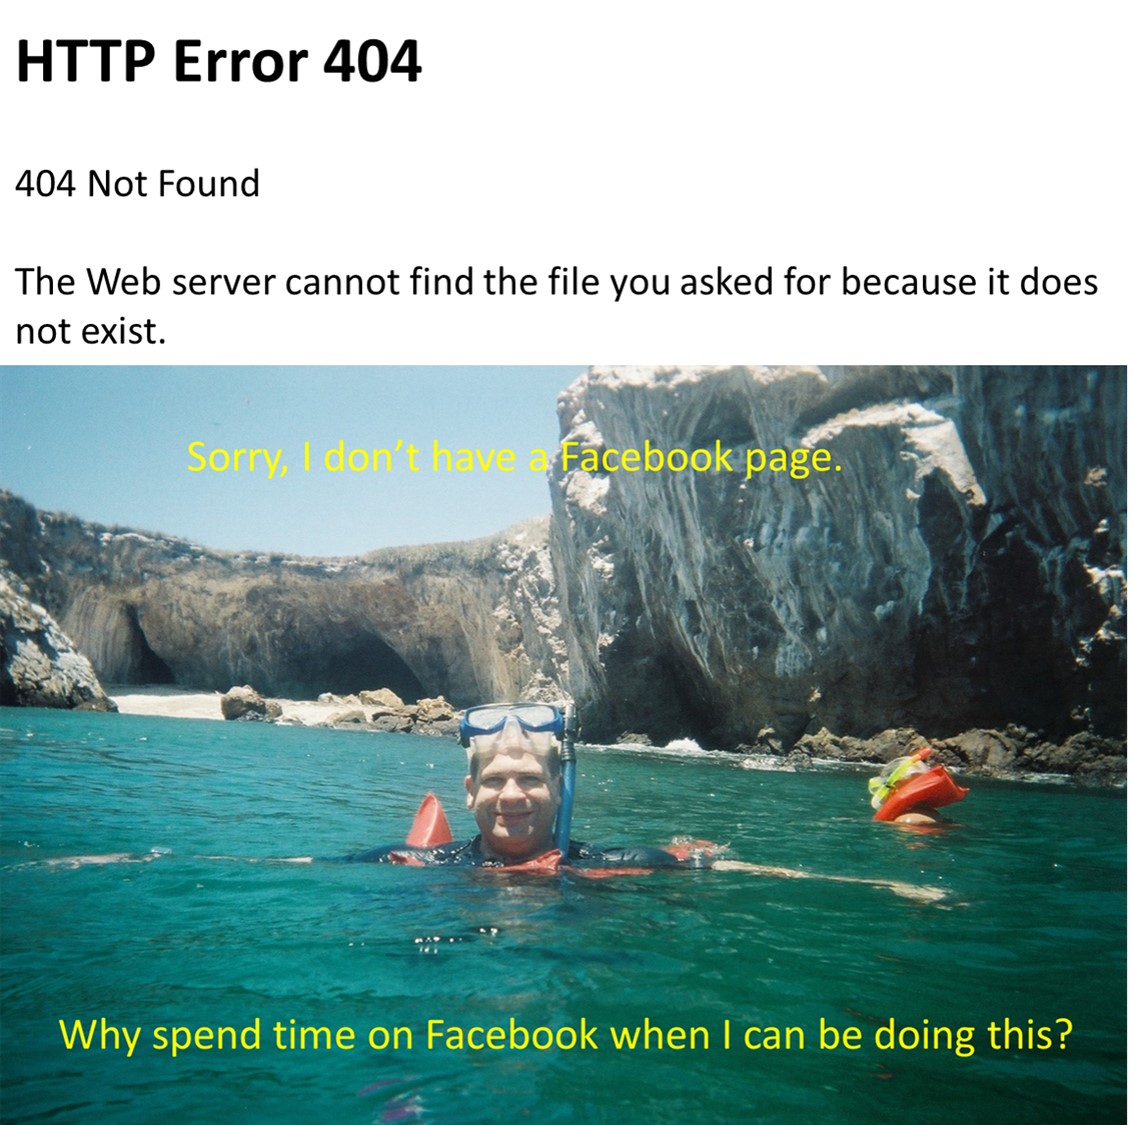 HTTP Error 404
404 Not Found
The Web server cannot find the file you asked for because it does
not exist.
Sorry, I don’t have a Facebook page.
Why spend time on Facebook when I can be doing this?